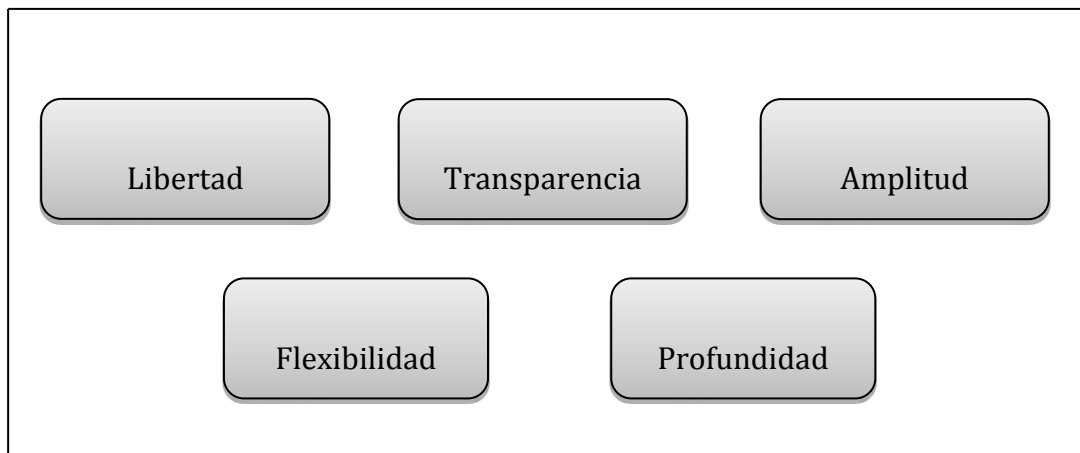 Libertad
Transparencia
Amplitud
Flexibilidad
Profundidad